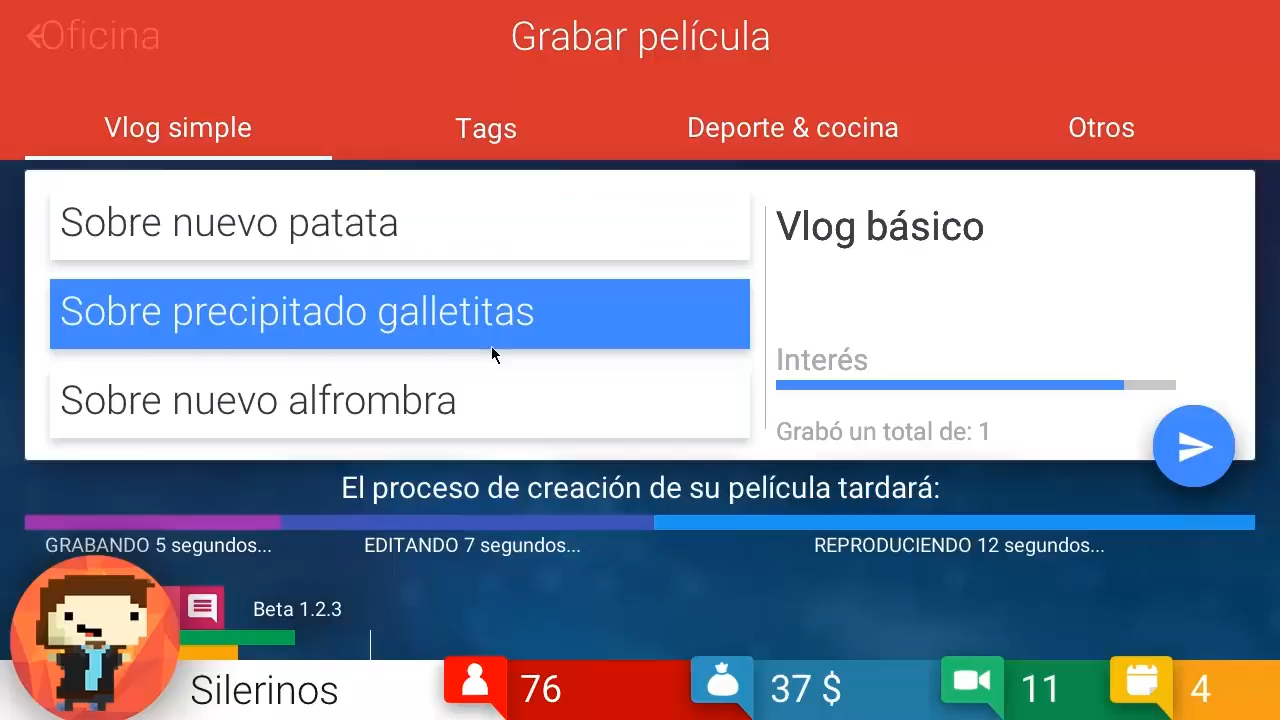 Oficina
Grabar película
Vlog simple
Tags
Deporte & cocina
Otros
Sobre nuevo patata
Sobre precipitado galletitas
Sobre nuevo alfrombra
Vlog básico
Interés
Grabó un total de: 1
El proceso de creación de su película tardará:
GRABANDO 5 segundos...
EDITANDO 7 segundos...
REPRODUCIENDO 12 segundos...
Beta 1.2.3
Silerinos
76
37 $
11
4